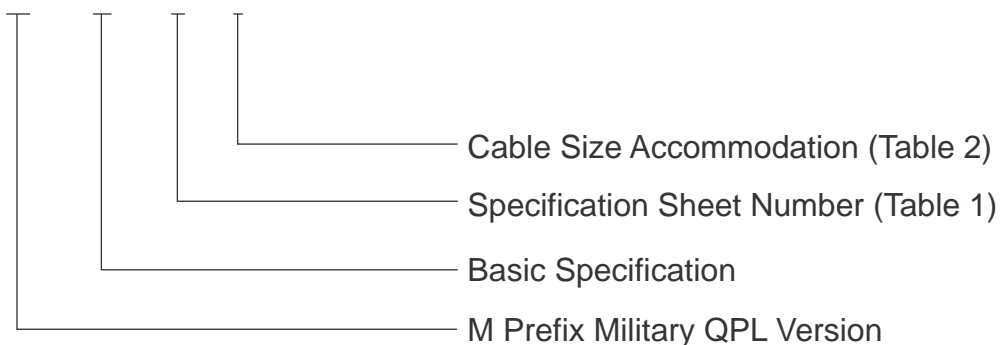 Cable Size Accommodation (Table 2)
Specification Sheet Number (Table 1)
Basic Specification
M Prefix Military QPL Version